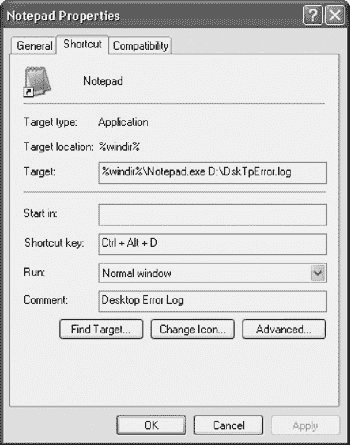 Notepad Properties
General Shortcut Compatibility
Notepad
Target type: Application
Target location: %windir%
Target: %windir%\Notepad.exe D:\DskTpError.log
Start in:
Shortcut key: Ctrl + Alt + D
Run: Normal window
Comment: Desktop Error Log
Find Target... Change Icon... Advanced...
OK Cancel Apply